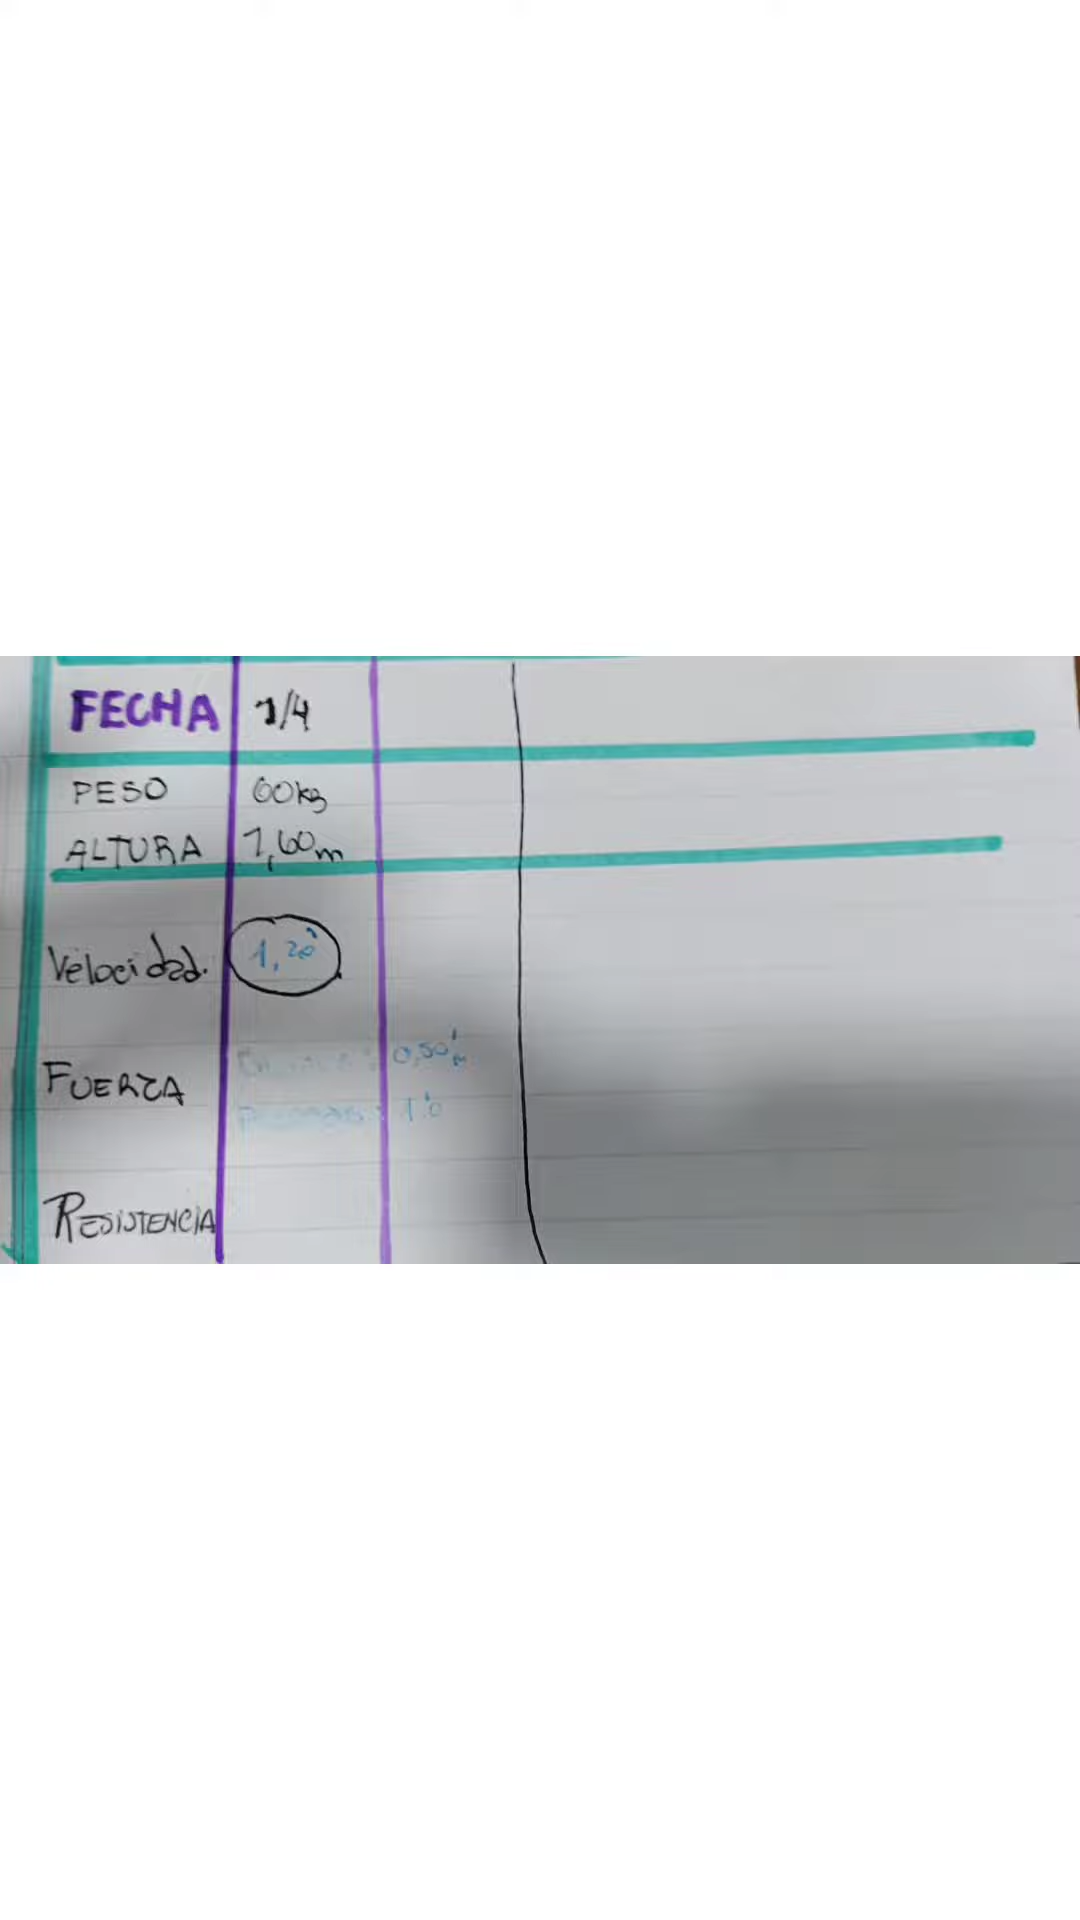 FECHA 1/4
PESO 60kg
ALTURA 1,60m
Velocidad. 1,20
FUERZA 0,50
RESISTENCIA